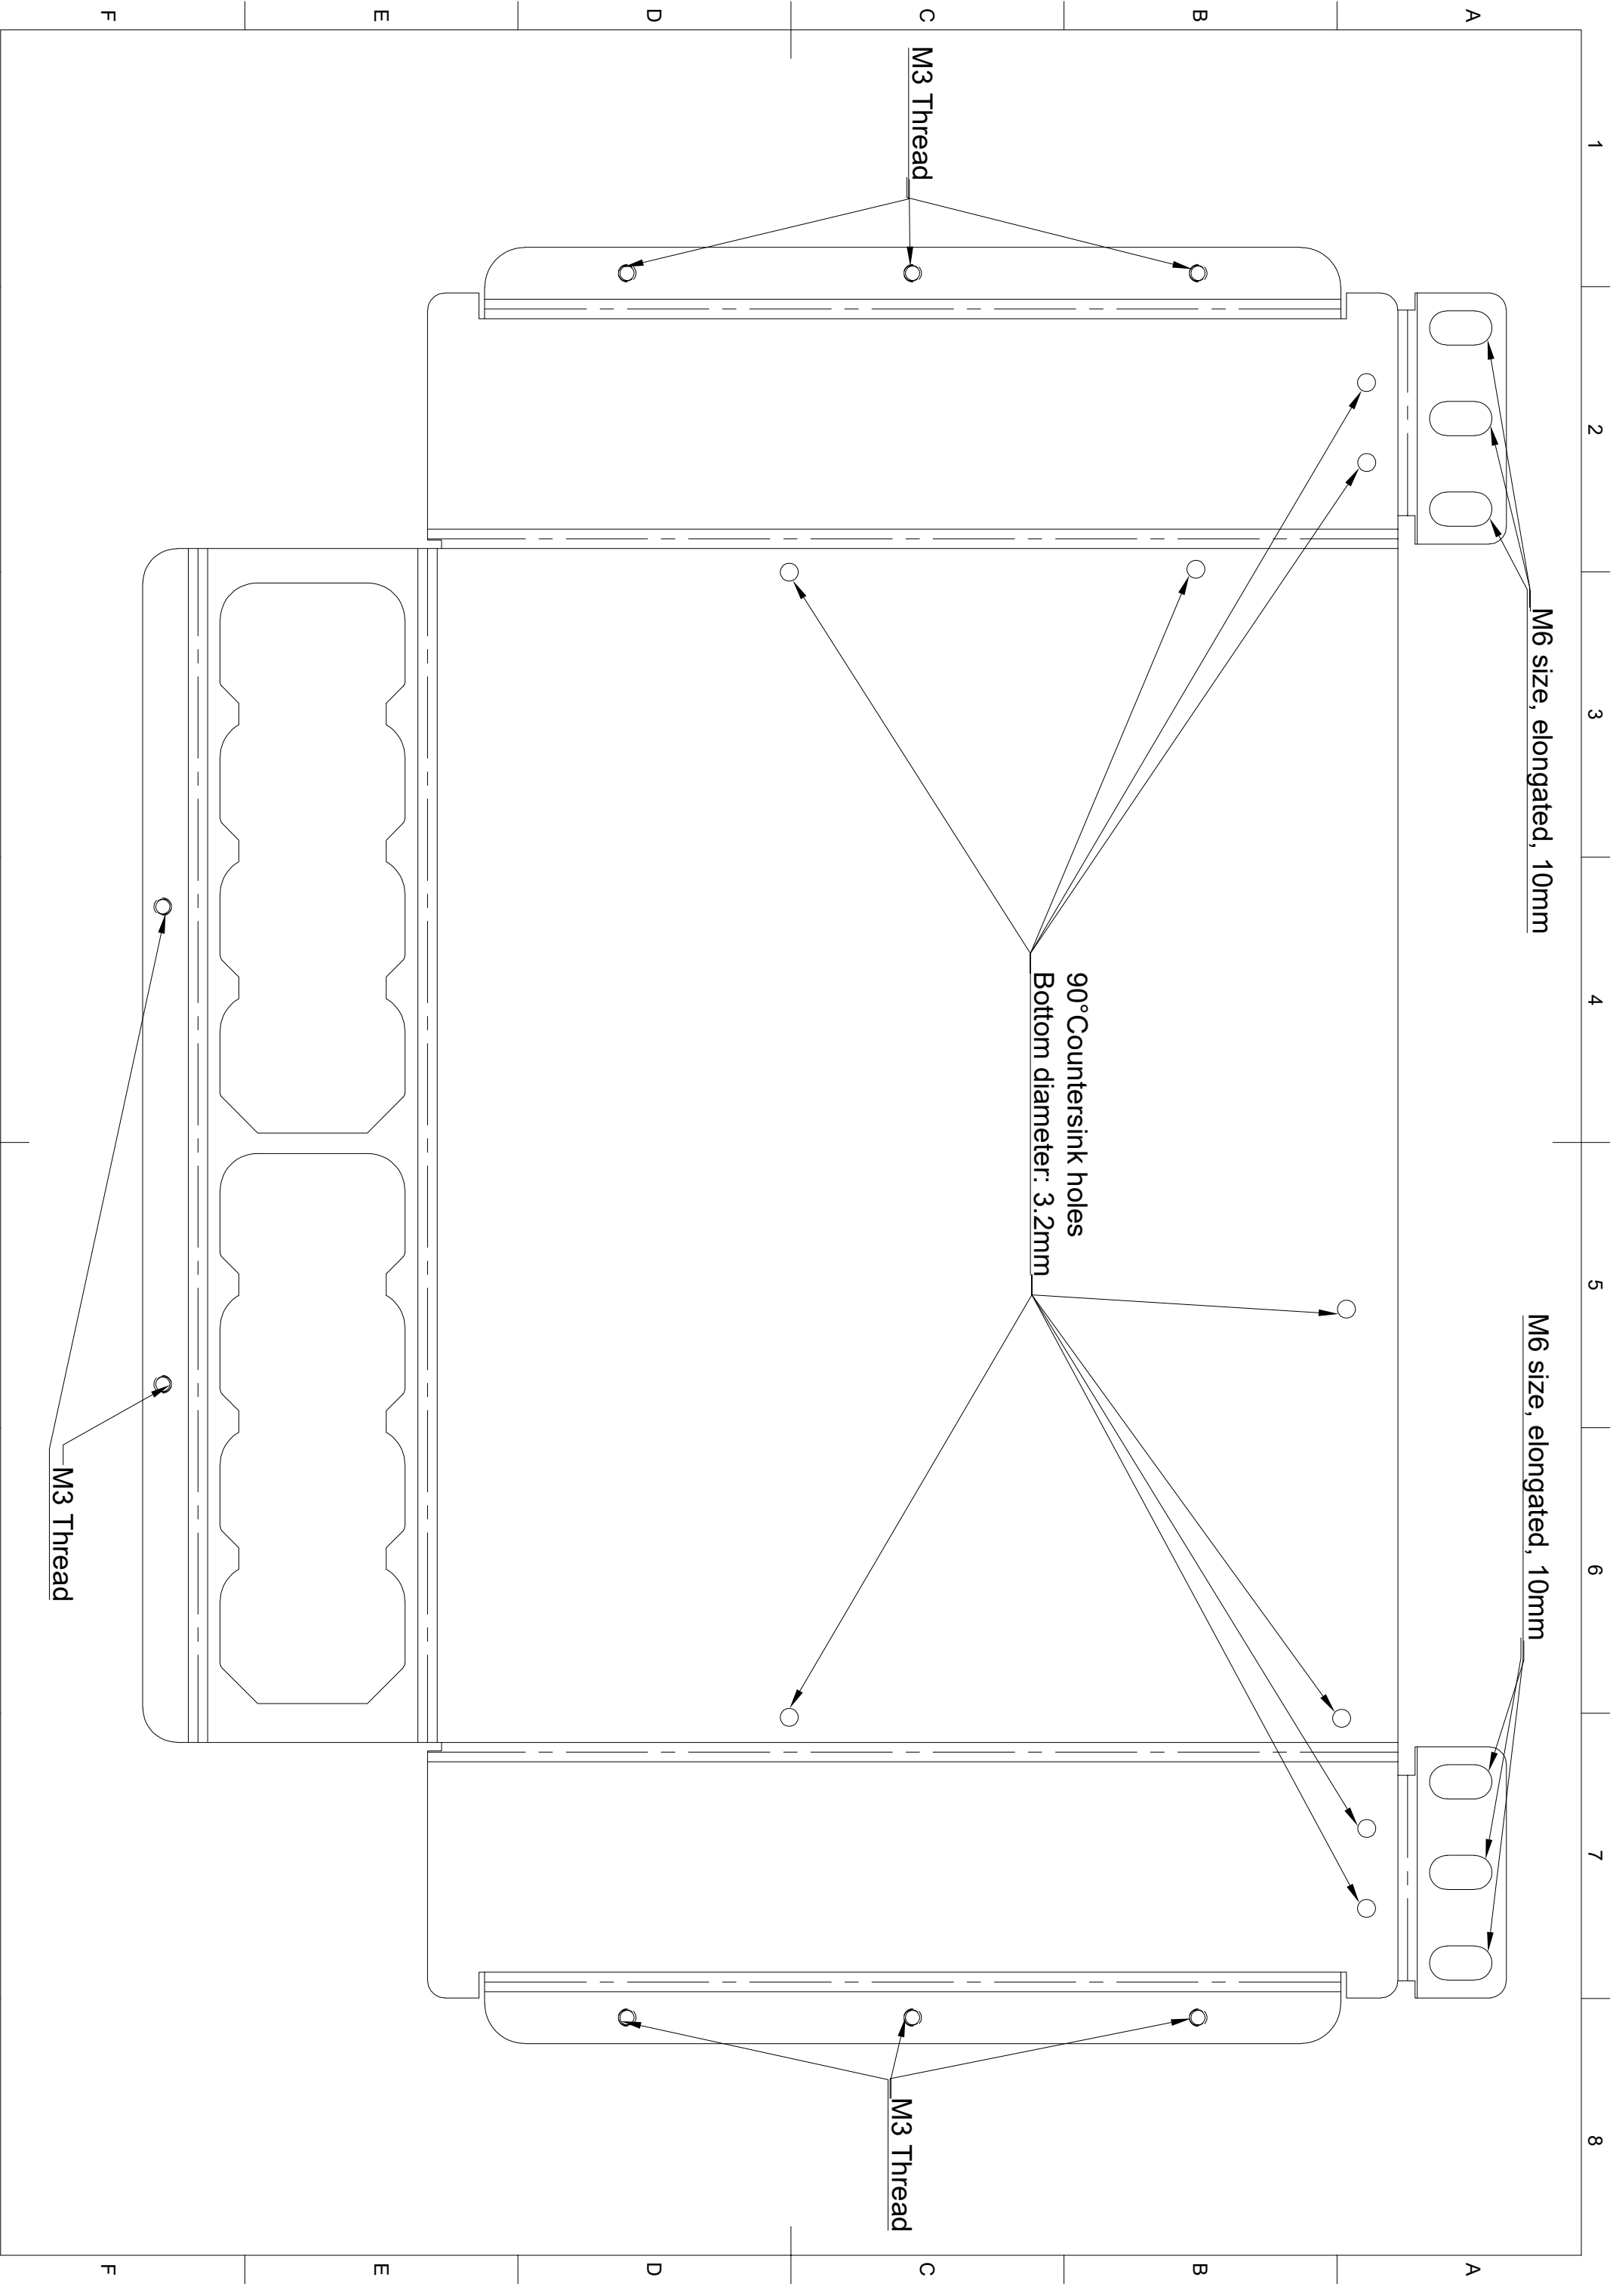 1
2
3
4
5
6
7
8
A
A
M6 size, elongated, 10mm
M6 size, elongated, 10mm
B
B
90°Countersink holes
Bottom diameter: 3.2mm
C
C
M3 Thread
M3 Thread
D
D
E
E
F
F
M3 Thread